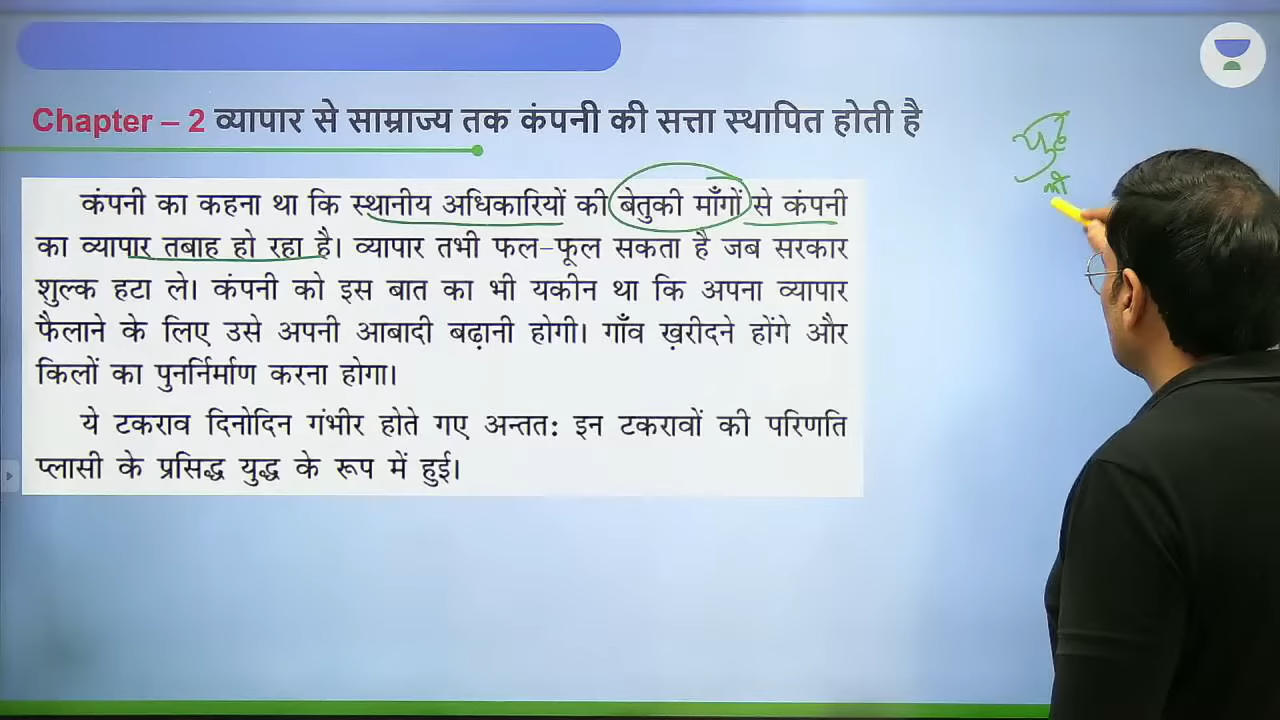 Chapter – 2 व्यापार से साम्राज्य तक कंपनी की सत्ता स्थापित होती है
कंपनी का कहना था कि स्थानीय अधिकारियों की बेतुकी माँगों से कंपनी
का व्यापार तबाह हो रहा है। व्यापार तभी फल-फूल सकता है जब सरकार
शुल्क हटा ले। कंपनी को इस बात का भी यकीन था कि अपना व्यापार
फैलाने के लिए उसे अपनी आबादी बढ़ानी होगी। गाँव ख़रीदने होंगे और
किलों का पुनर्निर्माण करना होगा।
ये टकराव दिनोदिन गंभीर होते गए अन्तत: इन टकरावों की परिणति
प्लासी के प्रसिद्ध युद्ध के रूप में हुई।